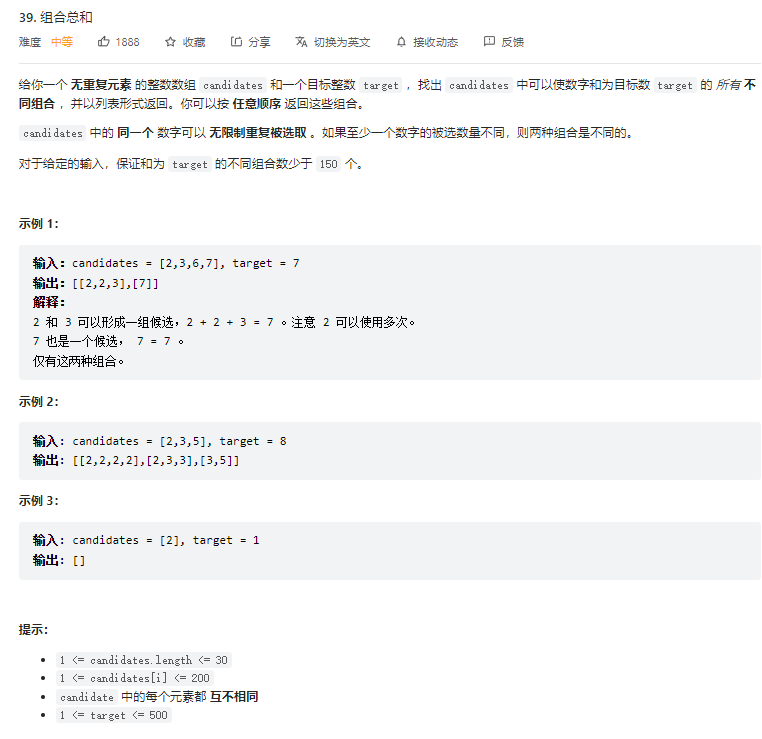 39. 组合总和
难度 中等 1888 收藏 分享 切换为英文 接收动态 反馈
给你一个 无重复元素 的整数数组 candidates 和一个目标整数 target ，找出 candidates 中可以使数字和为目标数 target 的 所有 不
同组合 ，并以列表形式返回。你可以按 任意顺序 返回这些组合。
candidates 中的 同一个 数字可以 无限制重复被选取 。如果至少一个数字的被选数量不同，则两种组合是不同的。
对于给定的输入，保证和为 target 的不同组合数少于 150 个。
示例 1：
输入：candidates = [2,3,6,7], target = 7
输出：[[2,2,3],[7]]
解释：
2 和 3 可以形成一组候选，2 + 2 + 3 = 7 。注意 2 可以使用多次。
7 也是一个候选， 7 = 7 。
仅有这两种组合。
示例 2：
输入: candidates = [2,3,5], target = 8
输出: [[2,2,2,2],[2,3,3],[3,5]]
示例 3：
输入: candidates = [2], target = 1
输出: []
提示：
• 1 <= candidates.length <= 30
• 1 <= candidates[i] <= 200
• candidate 中的每个元素都 互不相同
• 1 <= target <= 500